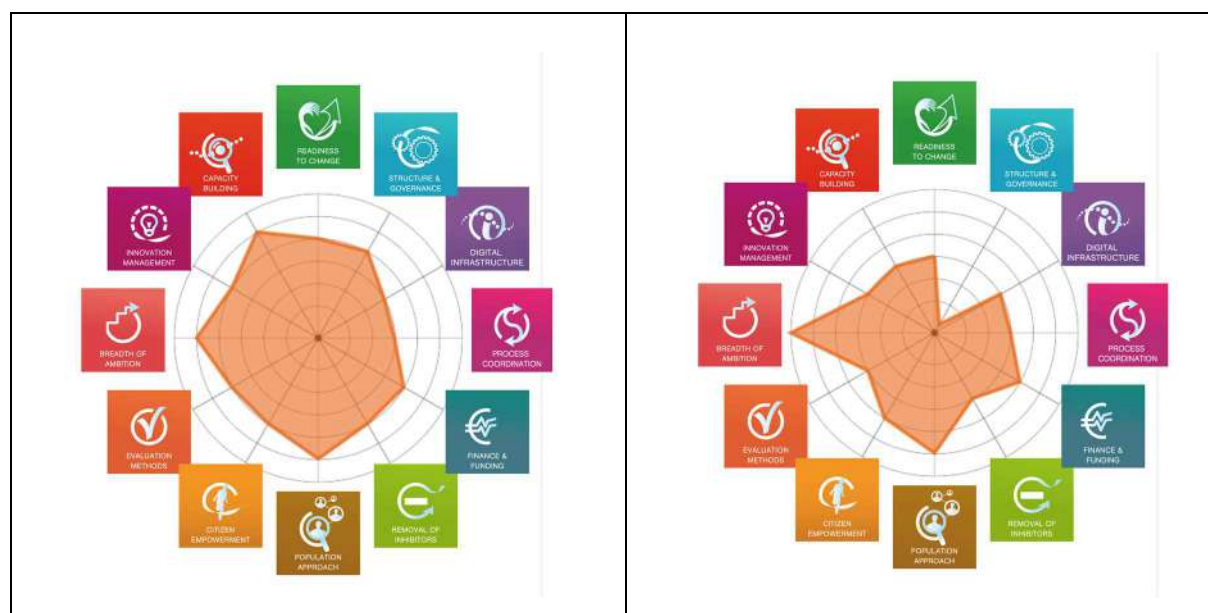 READINESS
TO CHANGE
STRUCTURE &
GOVERNANCE
DIGITAL
INFRASTRUCTURE
PROCESS
COORDINATION
FINANCE &
FUNDING
REMOVAL OF
INHIBITORS
POPULATION
APPROACH
CITIZEN
EMPOWERMENT
EVALUATION
METHODS
BREADTH OF
AMBITION
INNOVATION
MANAGEMENT
CAPACITY
BUILDING
READINESS
TO CHANGE
STRUCTURE &
GOVERNANCE
DIGITAL
INFRASTRUCTURE
PROCESS
COORDINATION
FINANCE &
FUNDING
REMOVAL OF
INHIBITORS
POPULATION
APPROACH
CITIZEN
EMPOWERMENT
EVALUATION
METHODS
BREADTH OF
AMBITION
INNOVATION
MANAGEMENT
CAPACITY
BUILDING